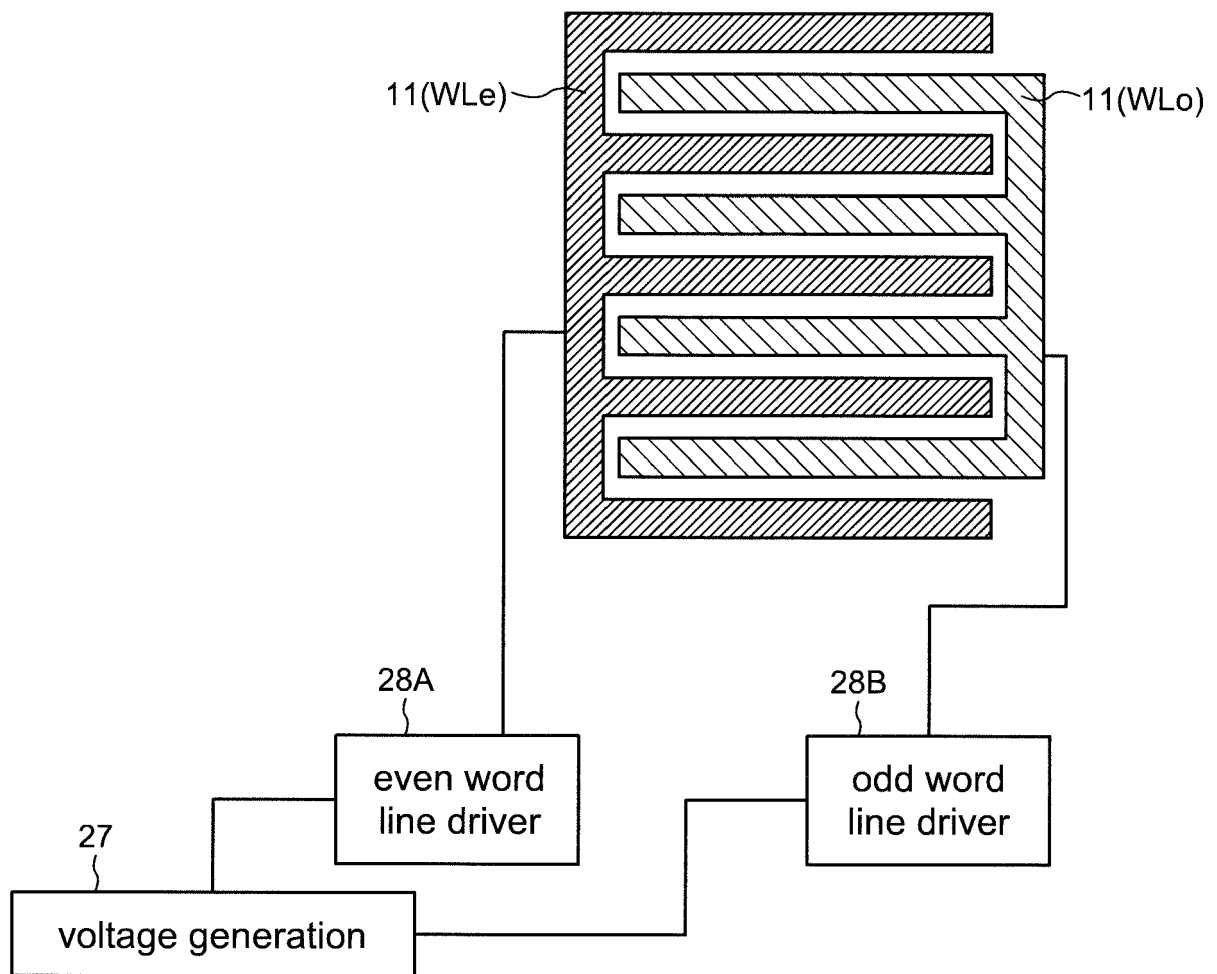 11(WLe)
11(WLo)
28A
even word
line driver
28B
odd word
line driver
27
voltage generation